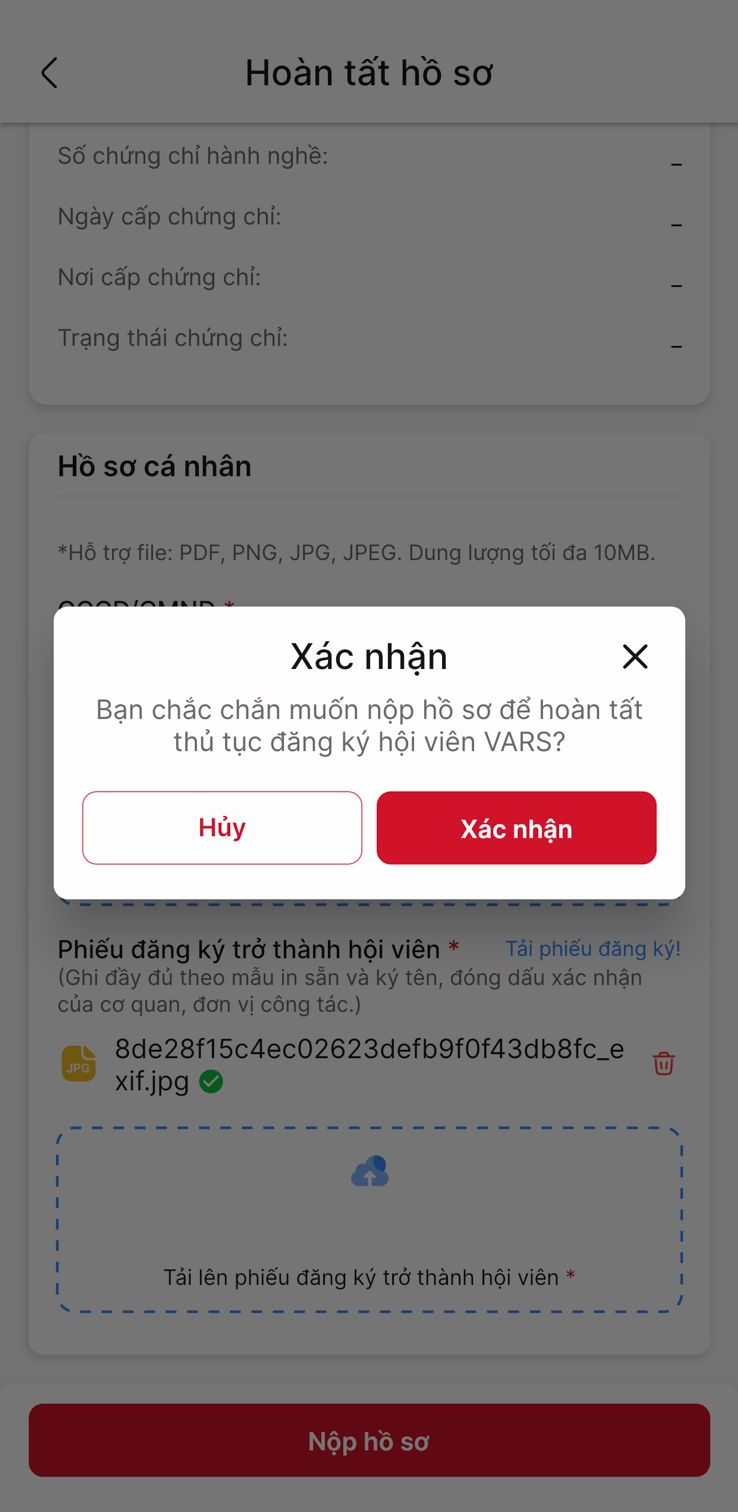 Hoàn tất hồ sơ
Số chứng chỉ hành nghề:
–
Ngày cấp chứng chỉ:
–
Nơi cấp chứng chỉ:
–
Trạng thái chứng chỉ:
–
Hồ sơ cá nhân
*Hỗ trợ file: PDF, PNG, JPG, JPEG. Dung lượng tối đa 10MB.
Xác nhận
Bạn chắc chắn muốn nộp hồ sơ để hoàn tất
thủ tục đăng ký hội viên VARS?
Hủy
Xác nhận
Phiếu đăng ký trở thành hội viên *
Tải phiếu đăng ký!
(Ghi đầy đủ theo mẫu in sẵn và ký tên, đóng dấu xác nhận
của cơ quan, đơn vị công tác.)
JPG
8de28f15c4ec02623defb9f0f43db8fc_e
xif.jpg
Tải lên phiếu đăng ký trở thành hội viên *
Nộp hồ sơ